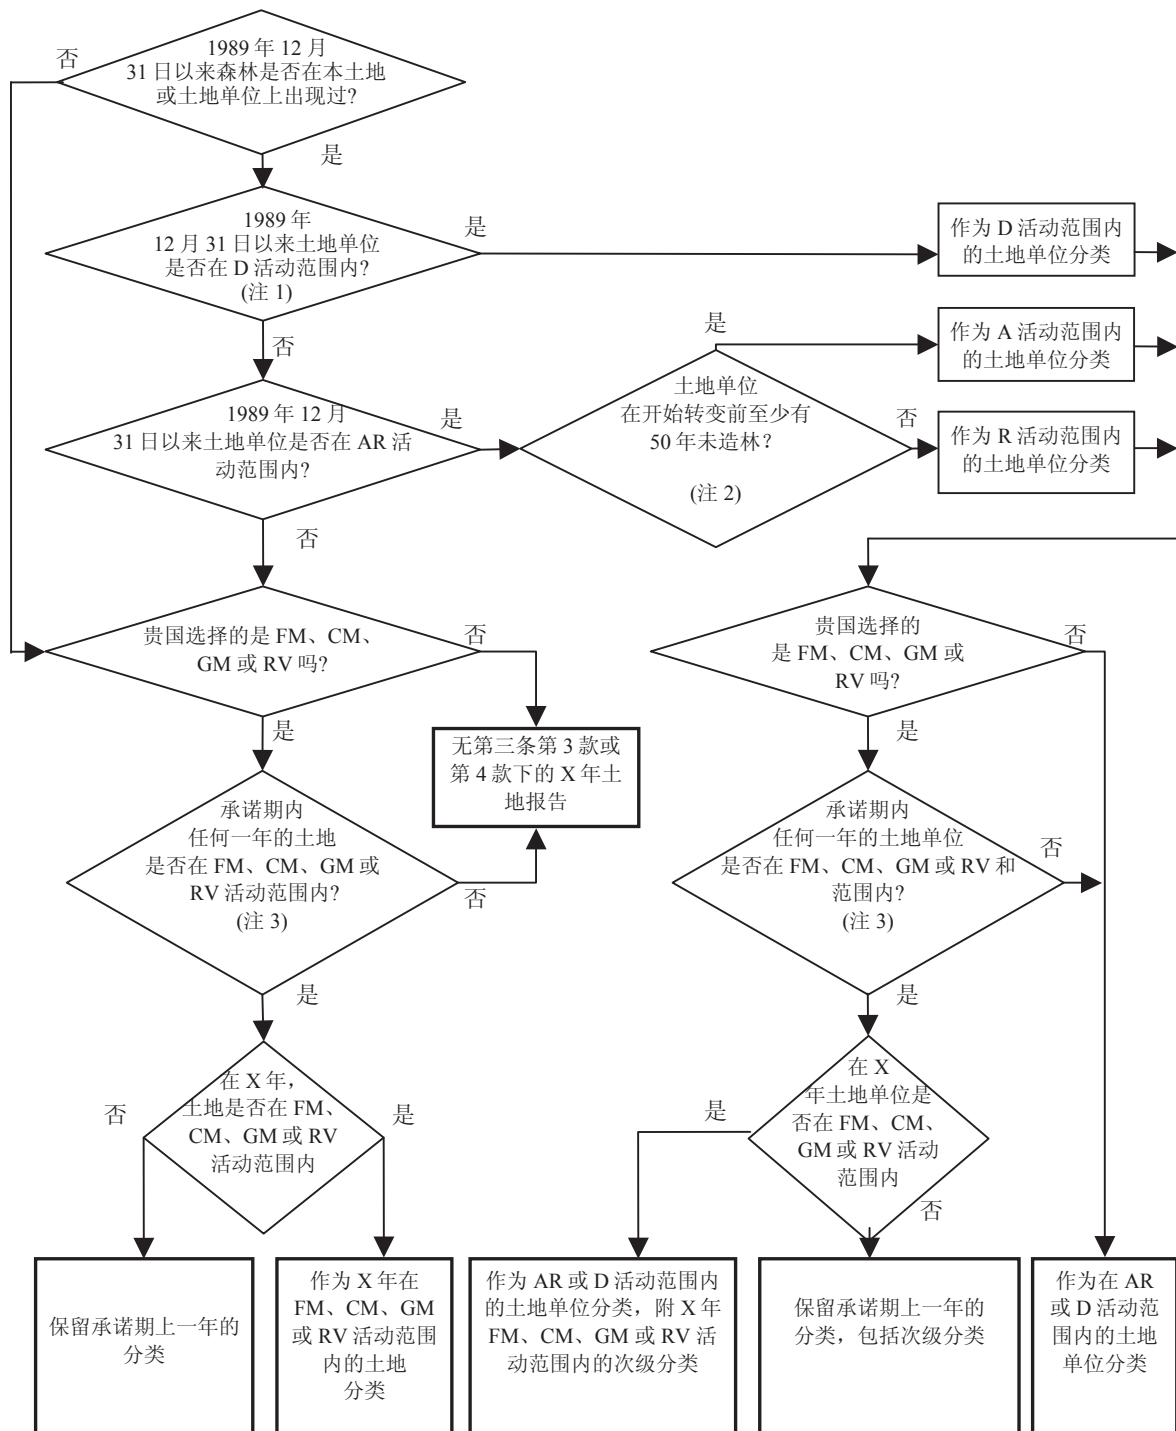 否
1989 年 12 月
31 日以来森林是否在本土地
或土地单位上出现过?
是
1989 年
12 月 31 日以来土地单位
是否在 D 活动范围内?
(注 1)
是
作为 D 活动范围内
的土地单位分类
否
是
作为 A 活动范围内
的土地单位分类
1989 年 12 月
31 日以来土地单位是否在 AR 活
动范围内?
是
土地单位
在开始转变前至少有
50 年未造林？
(注 2)
否
作为 R 活动范围内
的土地单位分类
否
贵国选择的是 FM、CM、
GM 或 RV 吗?
否
贵国选择的
是 FM、CM、GM 或
RV 吗?
否
是
无第三条第 3 款或
第 4 款下的 X 年土
地报告
是
承诺期内
任何一年的土地
是否在 FM、CM、GM 或
RV 活动范围内?
(注 3)
否
承诺期内
任何一年的土地单位
是否在 FM、CM、GM 或 RV 和
范围内?
(注 3)
否
是
是
在 X 年，
土地是否在 FM、
CM、GM 或 RV
活动范围内
否
是
在 X
年土地单位是
否在 FM、CM、
GM 或 RV 活动
范围内
是
否
保留承诺期上一年的
分类
作为 X 年在
FM、CM、GM
或 RV 活动范围
内的土地
分类
作为 AR 或 D 活动范围内
的土地单位分类，附 X 年
FM、CM、GM 或 RV 活
动范围内的次级分类
保留承诺期上一年的
分类，包括次级分类
作为在 AR
或 D 活动范
围内的土地
单位分类